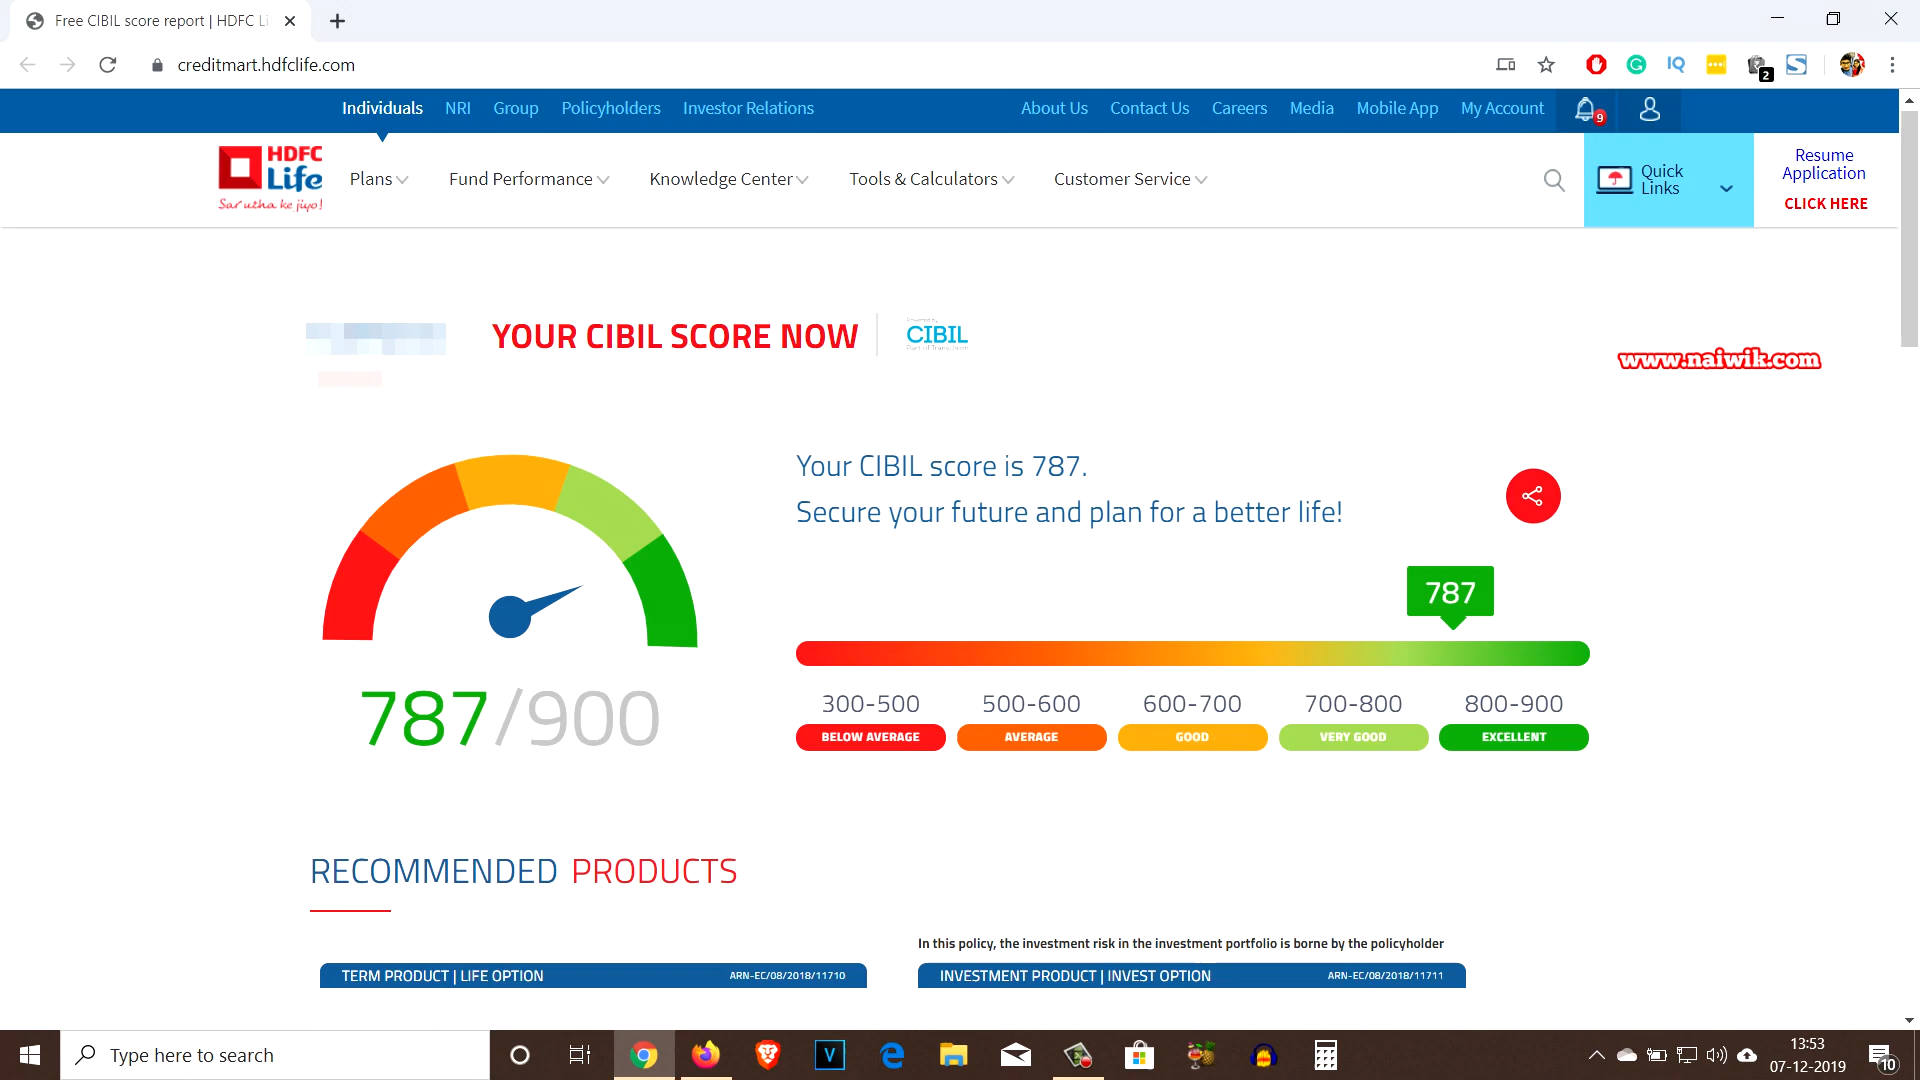 Free CIBIL score report | HDFC Li
creditmart.hdfclife.com
2
Individuals NRI Group Policyholders Investor Relations About Us Contact Us Careers Media Mobile App My Account 9
HDFC
Life
Sar utha ke jiyo!
Plans Fund Performance Knowledge Center Tools & Calculators Customer Service
Quick
Links
Resume
Application
CLICK HERE
YOUR CIBIL SCORE NOW
Powered by
CIBIL
www.naiwik.com
Your CIBIL score is 787.
Secure your future and plan for a better life!
787
787/900
300-500 500-600 600-700 700-800 800-900
BELOW AVERAGE AVERAGE GOOD VERY GOOD EXCELLENT
RECOMMENDED PRODUCTS
In this policy, the investment risk in the investment portfolio is borne by the policyholder
TERM PRODUCT | LIFE OPTION ARN-EC/08/2018/11710
INVESTMENT PRODUCT | INVEST OPTION ARN-EC/08/2018/11711
Type here to search
13:53
07-12-2019
10